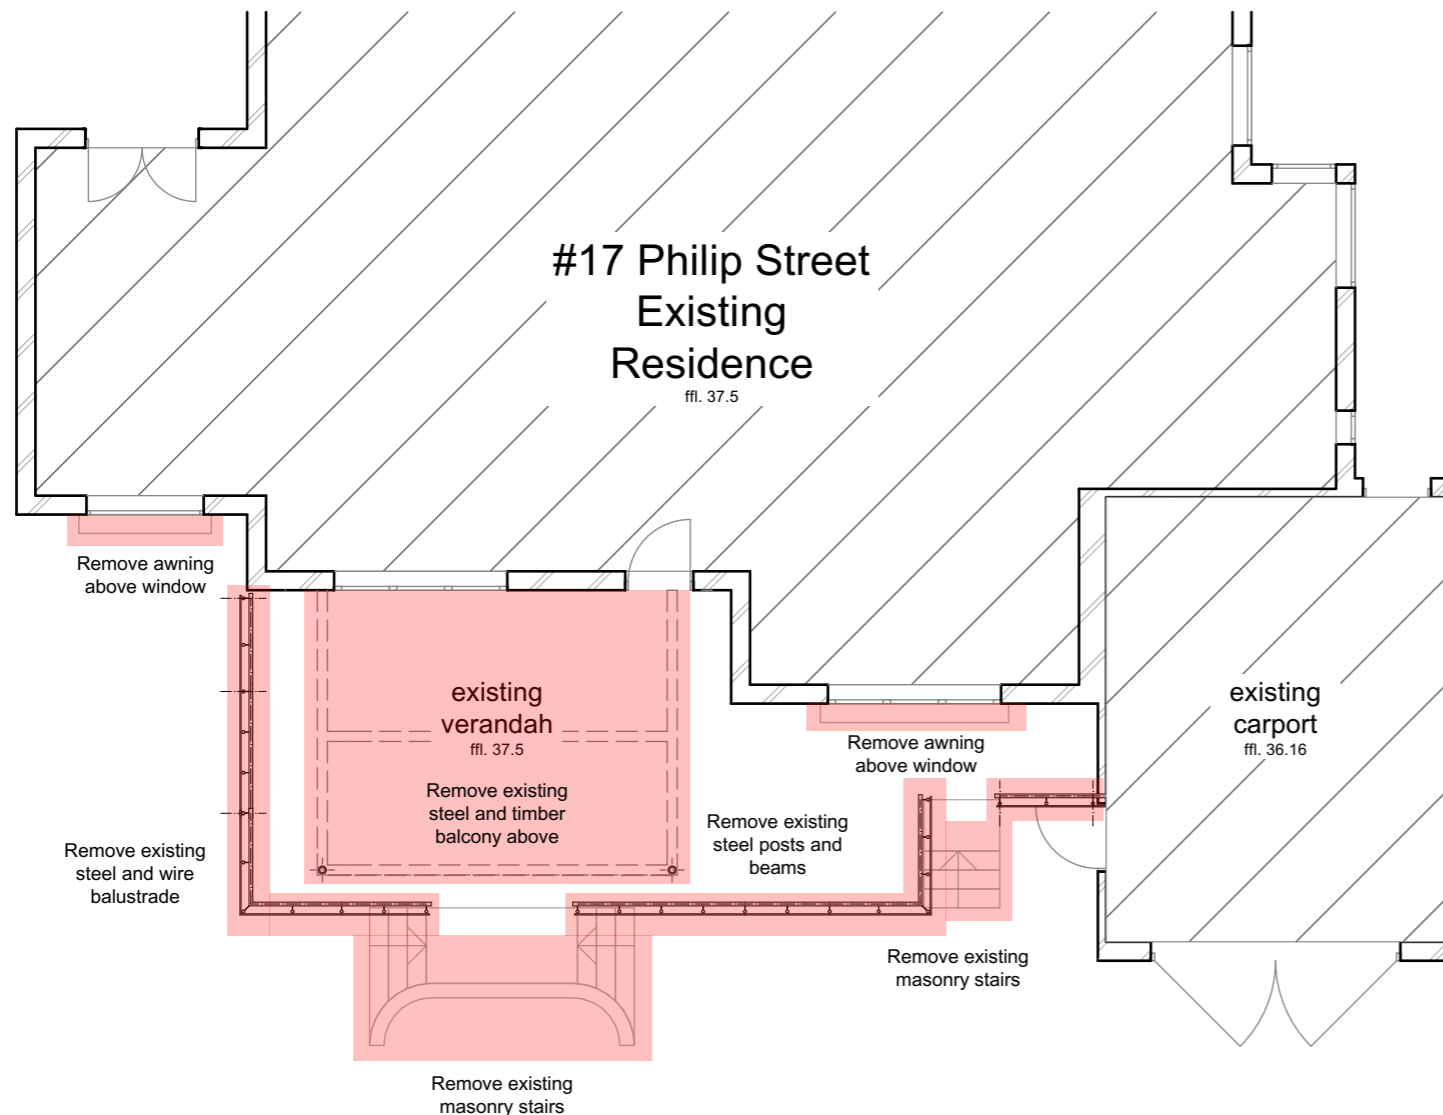 #17 Philip Street
Existing
Residence
ffl. 37.5
Remove awning
above window
existing
verandah
ffl. 37.5
Remove existing
steel and timber
balcony above
existing
carport
ffl. 36.16
Remove awning
above window
Remove existing
steel posts and
beams
Remove existing
steel and wire
balustrade
Remove existing
masonry stairs
Remove existing
masonry stairs